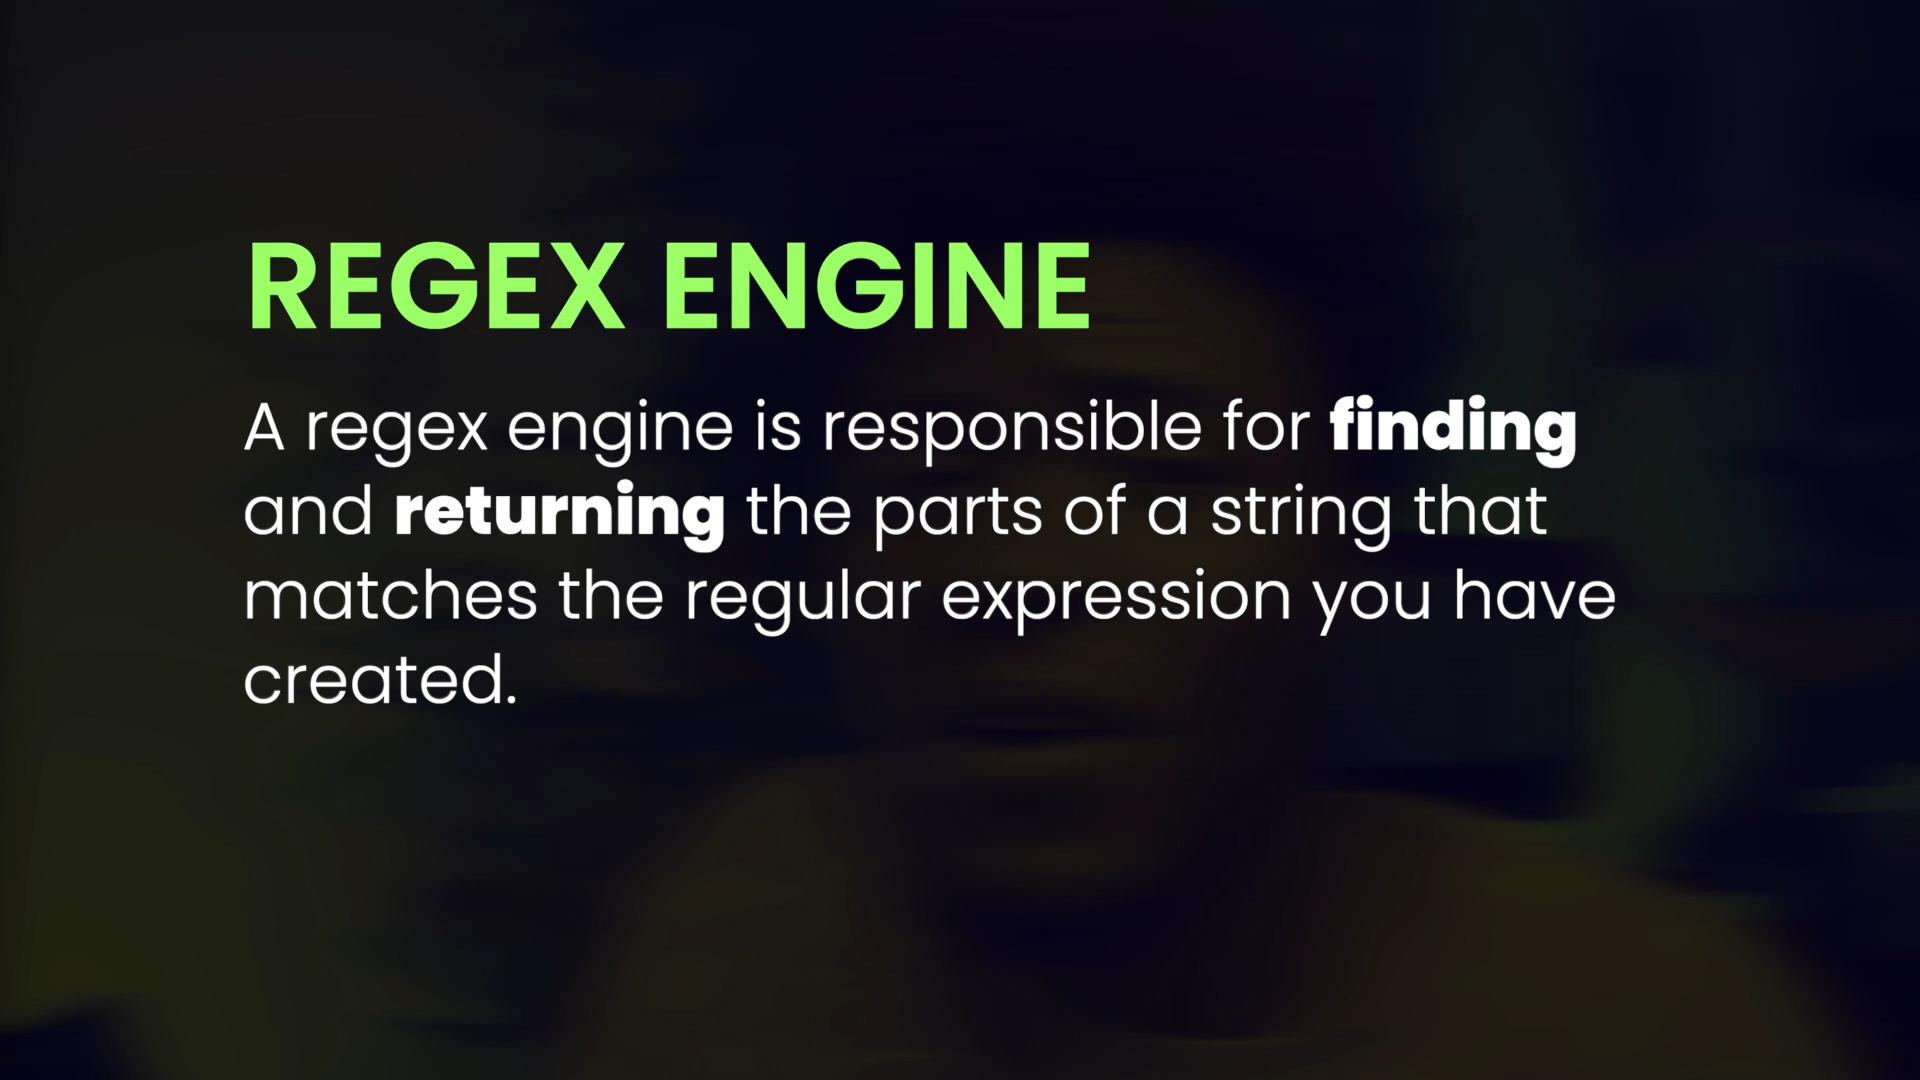 REGEX ENGINE
A regex engine is responsible for finding
and returning the parts of a string that
matches the regular expression you have
created.